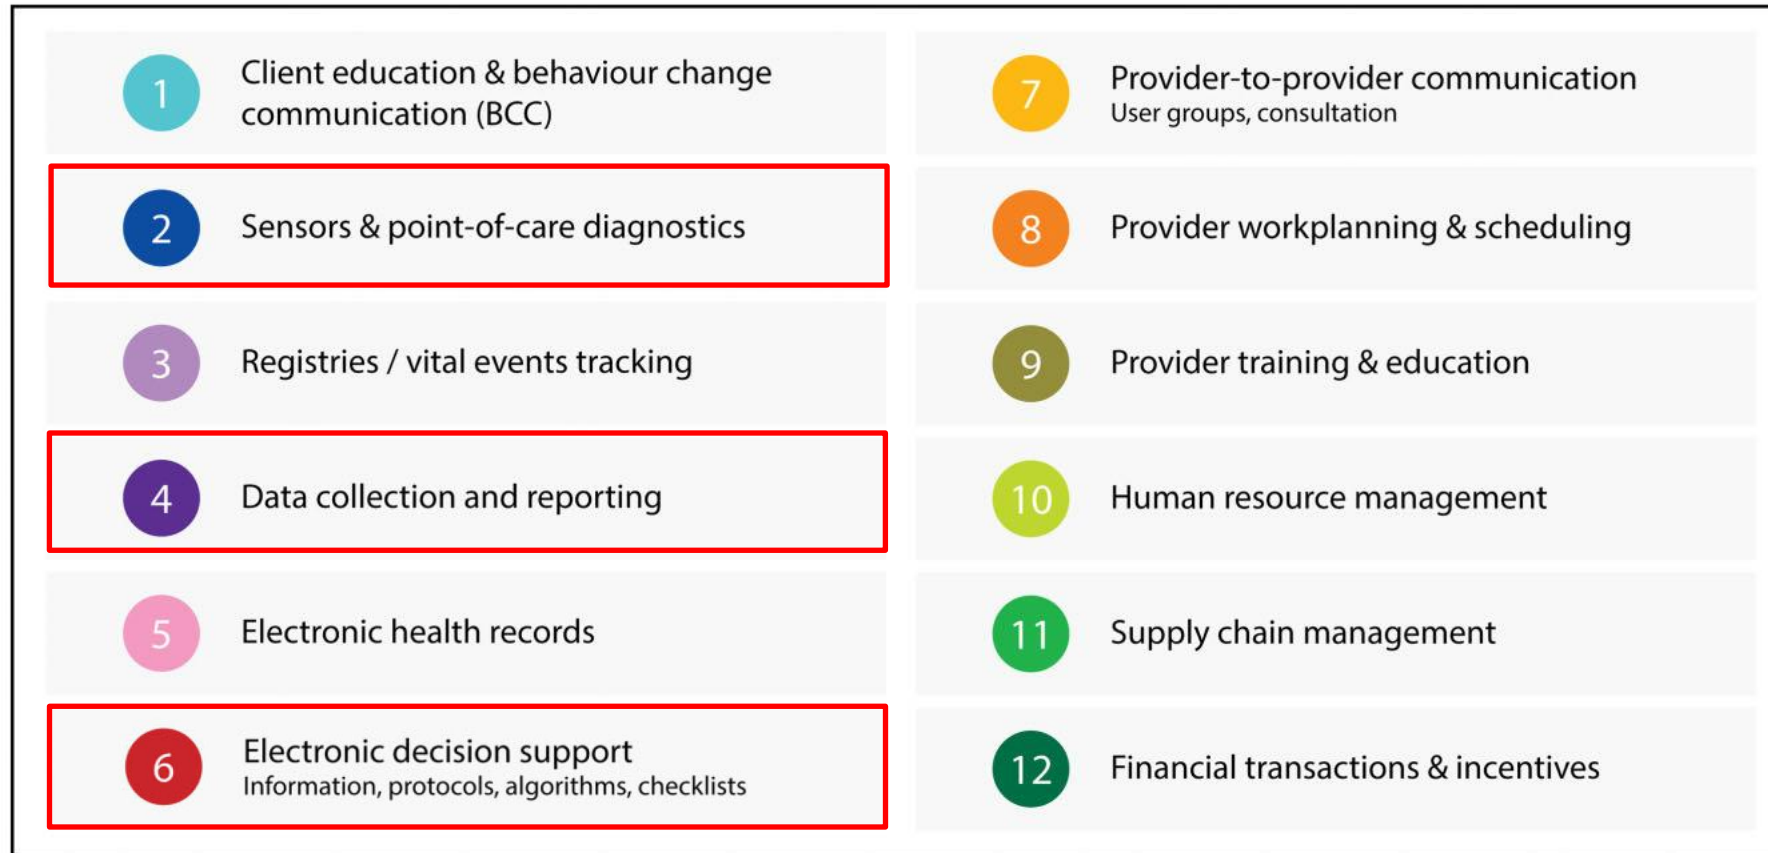 1
Client education & behaviour change
communication (BCC)
2
Sensors & point-of-care diagnostics
3
Registries / vital events tracking
4
Data collection and reporting
5
Electronic health records
6
Electronic decision support
Information, protocols, algorithms, checklists
7
Provider-to-provider communication
User groups, consultation
8
Provider workplanning & scheduling
9
Provider training & education
10
Human resource management
11
Supply chain management
12
Financial transactions & incentives